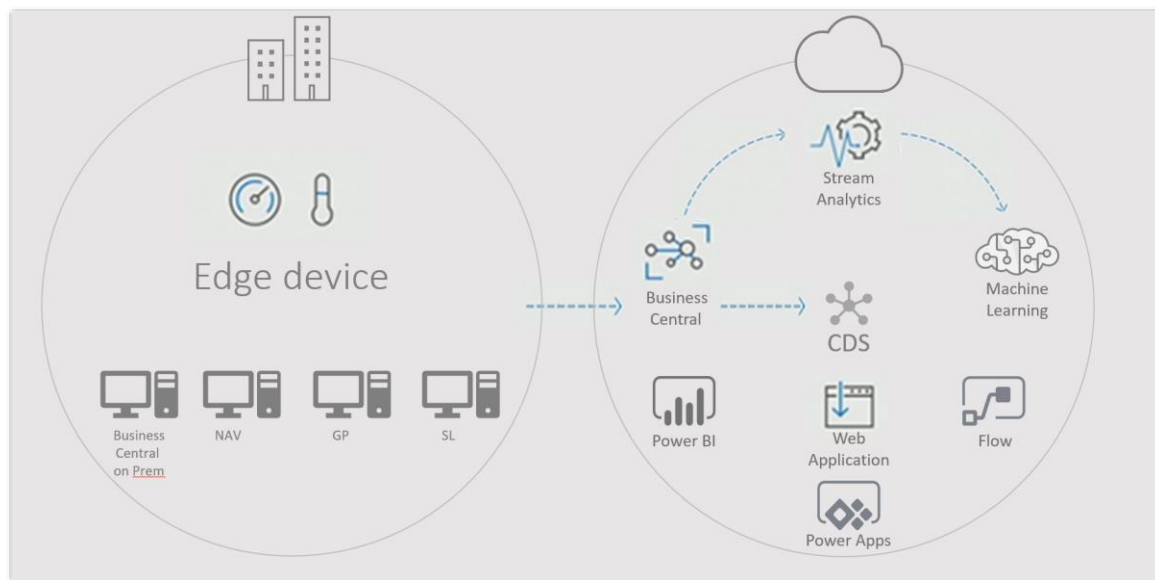 Edge device
Business
Central
on Prem
NAV
GP
SL
Stream
Analytics
Business
Central
Machine
Learning
CDS
Power BI
Web
Application
Flow
Power Apps